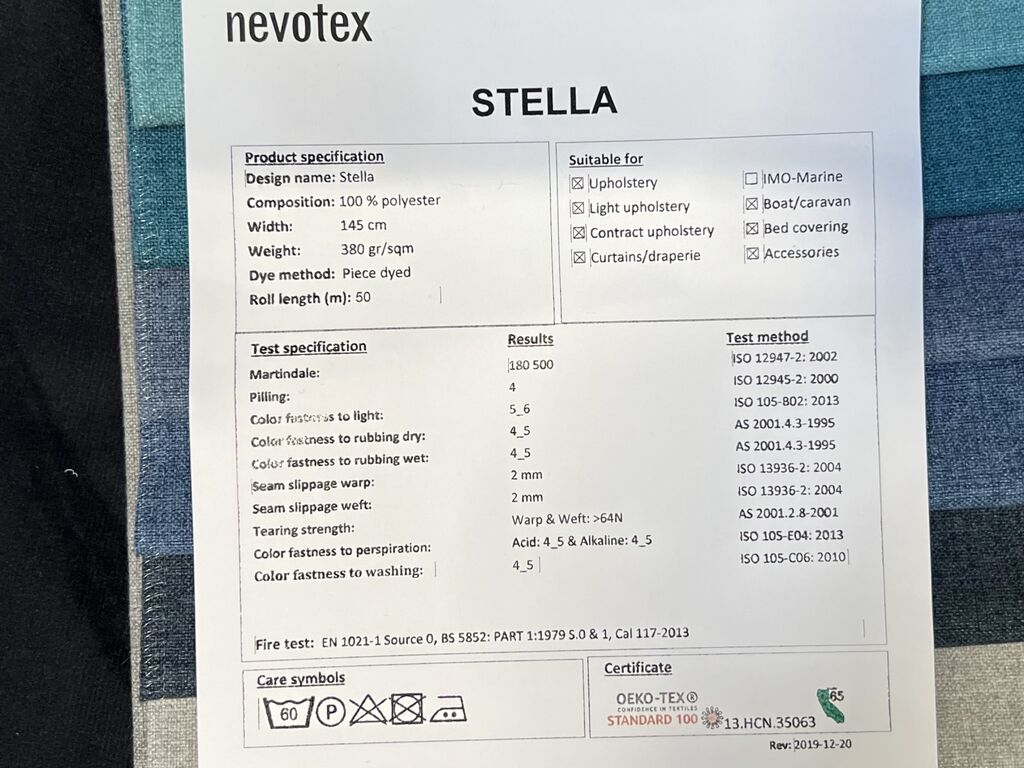 nevotex
STELLA
Product specification
Design name: Stella
Composition: 100 % polyester
Width: 145 cm
Weight: 380 gr/sqm
Dye method: Piece dyed
Roll length (m): 50
Suitable for
☒ Upholstery ☐ IMO-Marine
☒ Light upholstery ☒ Boat/caravan
☒ Contract upholstery ☒ Bed covering
☒ Curtains/draperie ☒ Accessories
Test specification Results Test method
Martindale: 180 500 ISO 12947-2: 2002
Pilling: 4 ISO 12945-2: 2000
Color fastness to light: 5_6 ISO 105-B02: 2013
Color fastness to rubbing dry: 4_5 AS 2001.4.3-1995
Color fastness to rubbing wet: 4_5 AS 2001.4.3-1995
Seam slippage warp: 2 mm ISO 13936-2: 2004
Seam slippage weft: 2 mm ISO 13936-2: 2004
Tearing strength: Warp & Weft: >64N AS 2001.2.8-2001
Color fastness to perspiration: Acid: 4_5 & Alkaline: 4_5 ISO 105-E04: 2013
Color fastness to washing: 4_5 ISO 105-C06: 2010
Fire test: EN 1021-1 Source 0, BS 5852: PART 1:1979 S.0 & 1, Cal 117-2013
Care symbols
60 P
Certificate
OEKO-TEX®
CONFIDENCE IN TEXTILES
STANDARD 100 13.HCN.35063 65
Rev: 2019-12-20